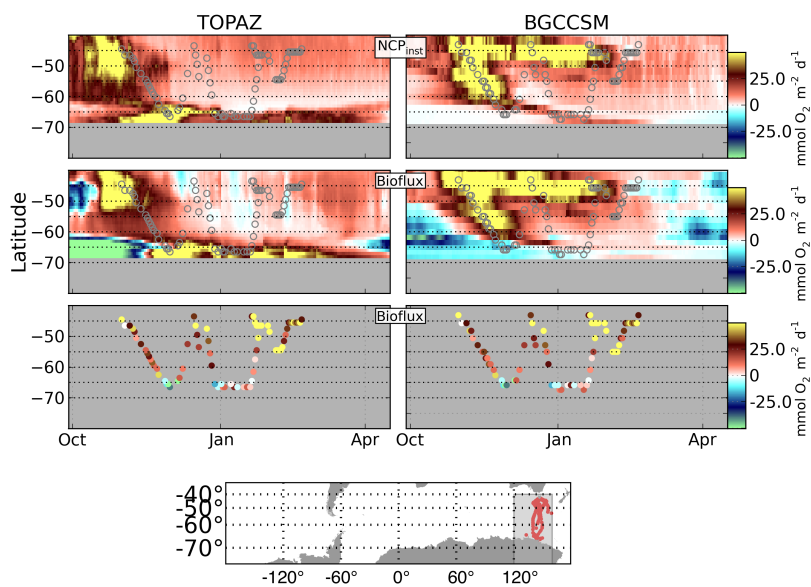 TOPAZ BGCCSM
NCPinst
−50
−60
−70
25.0
0
-25.0
mmol O2 m-2 d-1
Latitude
Bioflux Bioflux
−50
−60
−70
25.0
0
-25.0
mmol O2 m-2 d-1
Bioflux
−50
−60
−70
25.0
0
-25.0
mmol O2 m-2 d-1
Oct Jan Apr Oct Jan Apr
-40°
-50°
-60°
-70°
-120° -60° 0° 60° 120°